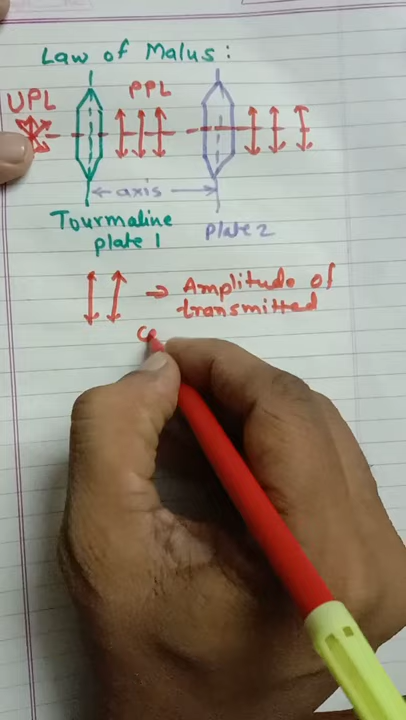 Law of Malus:
UPL PPL
axis
Tourmaline plate 1
Plate 2
→ Amplitude of
transmitted